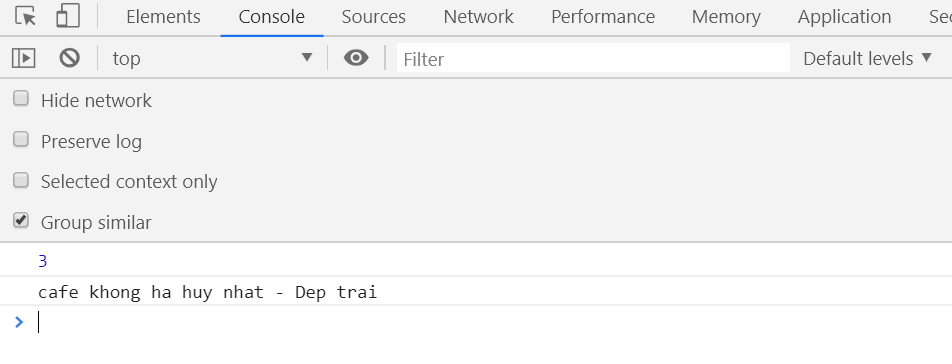 Elements Console Sources Network Performance Memory Application
top Filter Default levels
Hide network
Preserve log
Selected context only
Group similar
3
cafe khong ha huy nhat - Dep trai